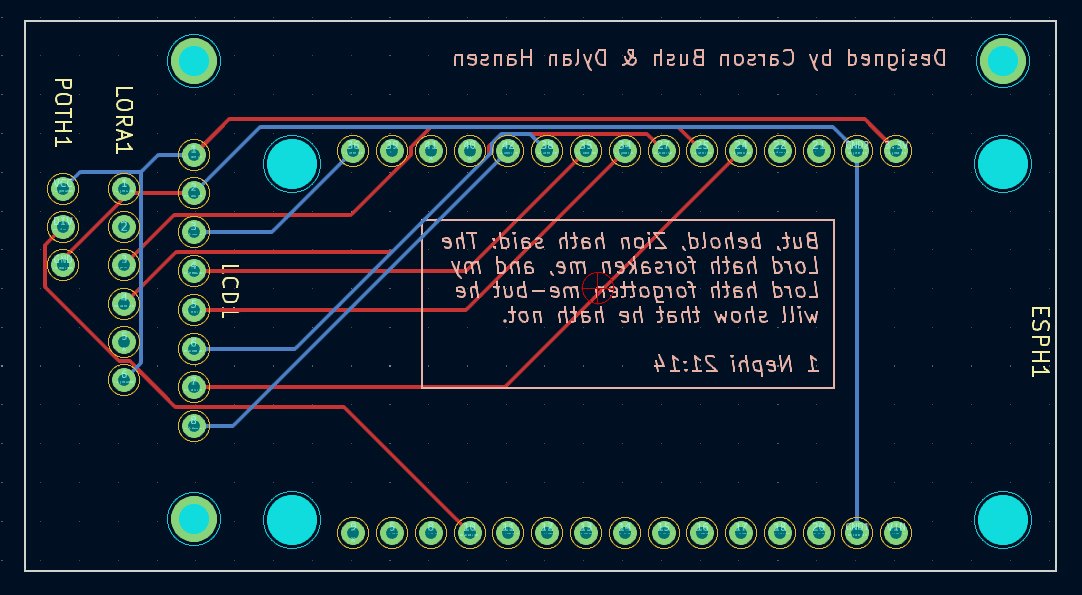 Designed by Carson Bush & Dylan Hansen
POTH1
LORA1
LCD1
But, behold, Zion hath said: The
Lord hath forsaken me, and my
Lord hath forgotten me—but he
will show that he hath not.
1 Nephi 21:14
ESPH1